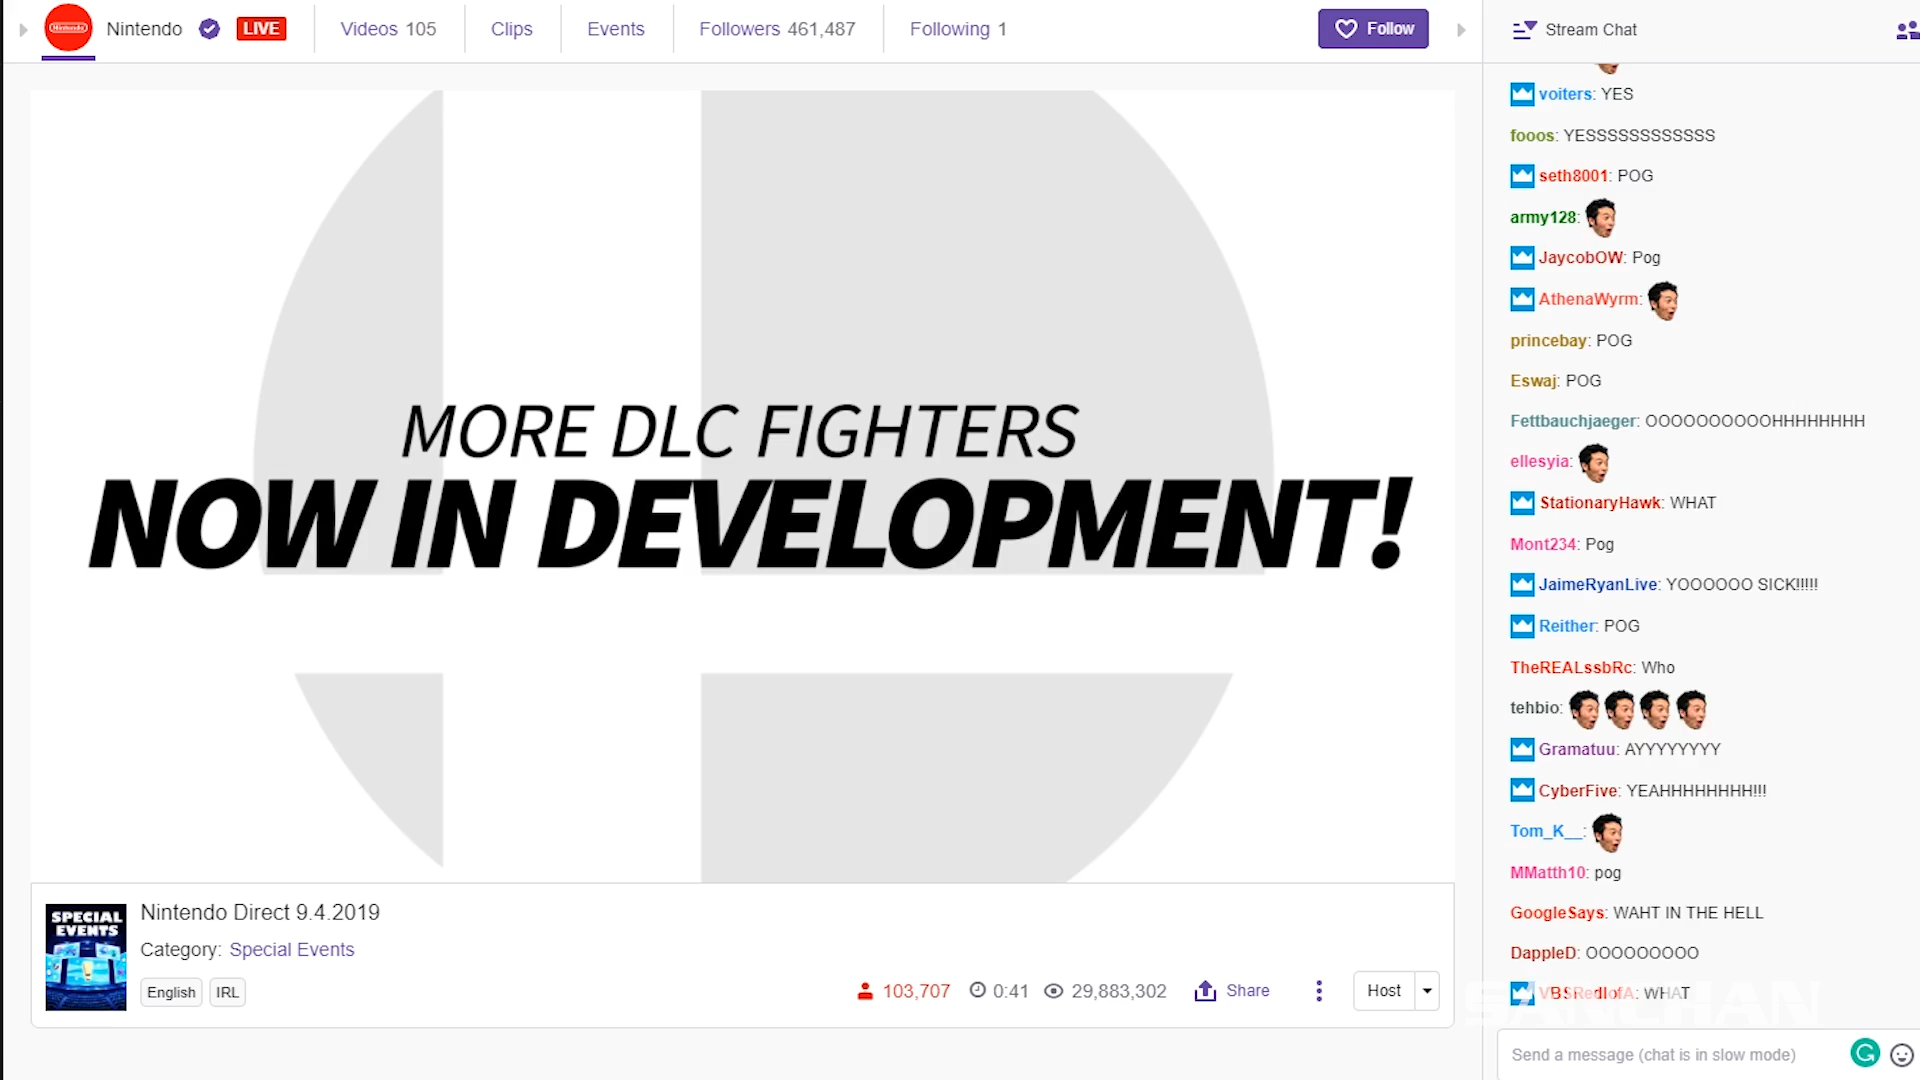 Nintendo
Nintendo LIVE Videos 105 Clips Events Followers 461,487 Following 1 Follow
Stream Chat
MORE DLC FIGHTERS
NOW IN DEVELOPMENT!
SPECIAL
EVENTS
Nintendo Direct 9.4.2019
Category: Special Events
English IRL
103,707 0:41 29,883,302 Share Host
voiters: YES
fooos: YESSSSSSSSSSSS
seth8001: POG
army128:
JaycobOW: Pog
AthenaWyrm:
princebay: POG
Eswaj: POG
Fettbauchjaeger: OOOOOOOOOOHHHHHHHH
ellesyia:
StationaryHawk: WHAT
Mont234: Pog
JaimeRyanLive: YOOOOOO SICK!!!!!
Reither: POG
TheREALssbRc: Who
tehbio:
Gramatuu: AYYYYYYYY
CyberFive: YEAHHHHHHHH!!!
Tom_K__:
MMatth10: pog
GoogleSays: WAHT IN THE HELL
DappleD: OOOOOOOOO
VBSRedlofA: WHAT
Send a message (chat is in slow mode)